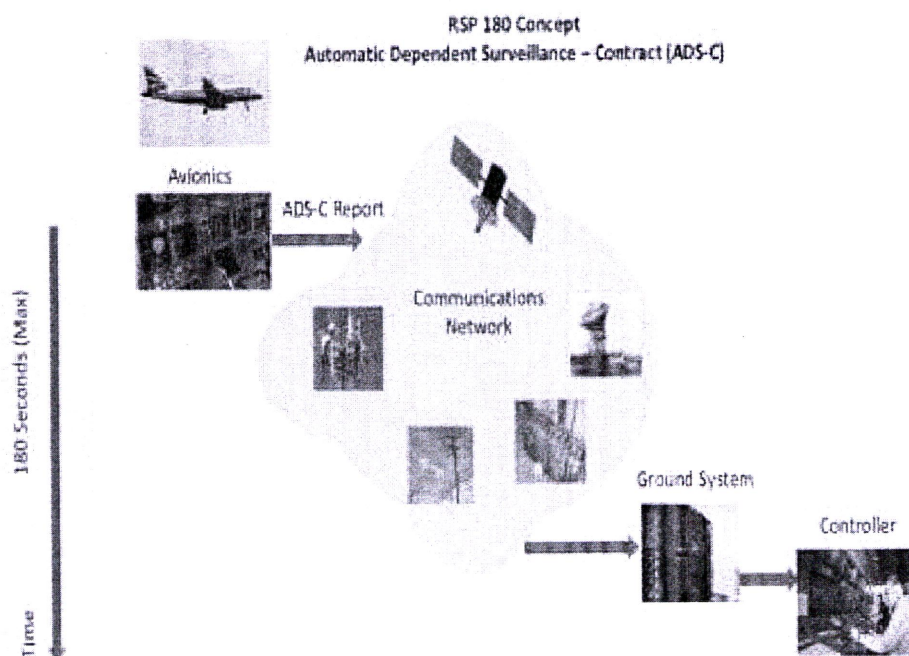 RSP 180 Concept
Automatic Dependent Surveillance – Contract (ADS-C)
Avionics
ADS-C Report
Communications
Network
180 Seconds (Max)
Ground System
Controller
Time